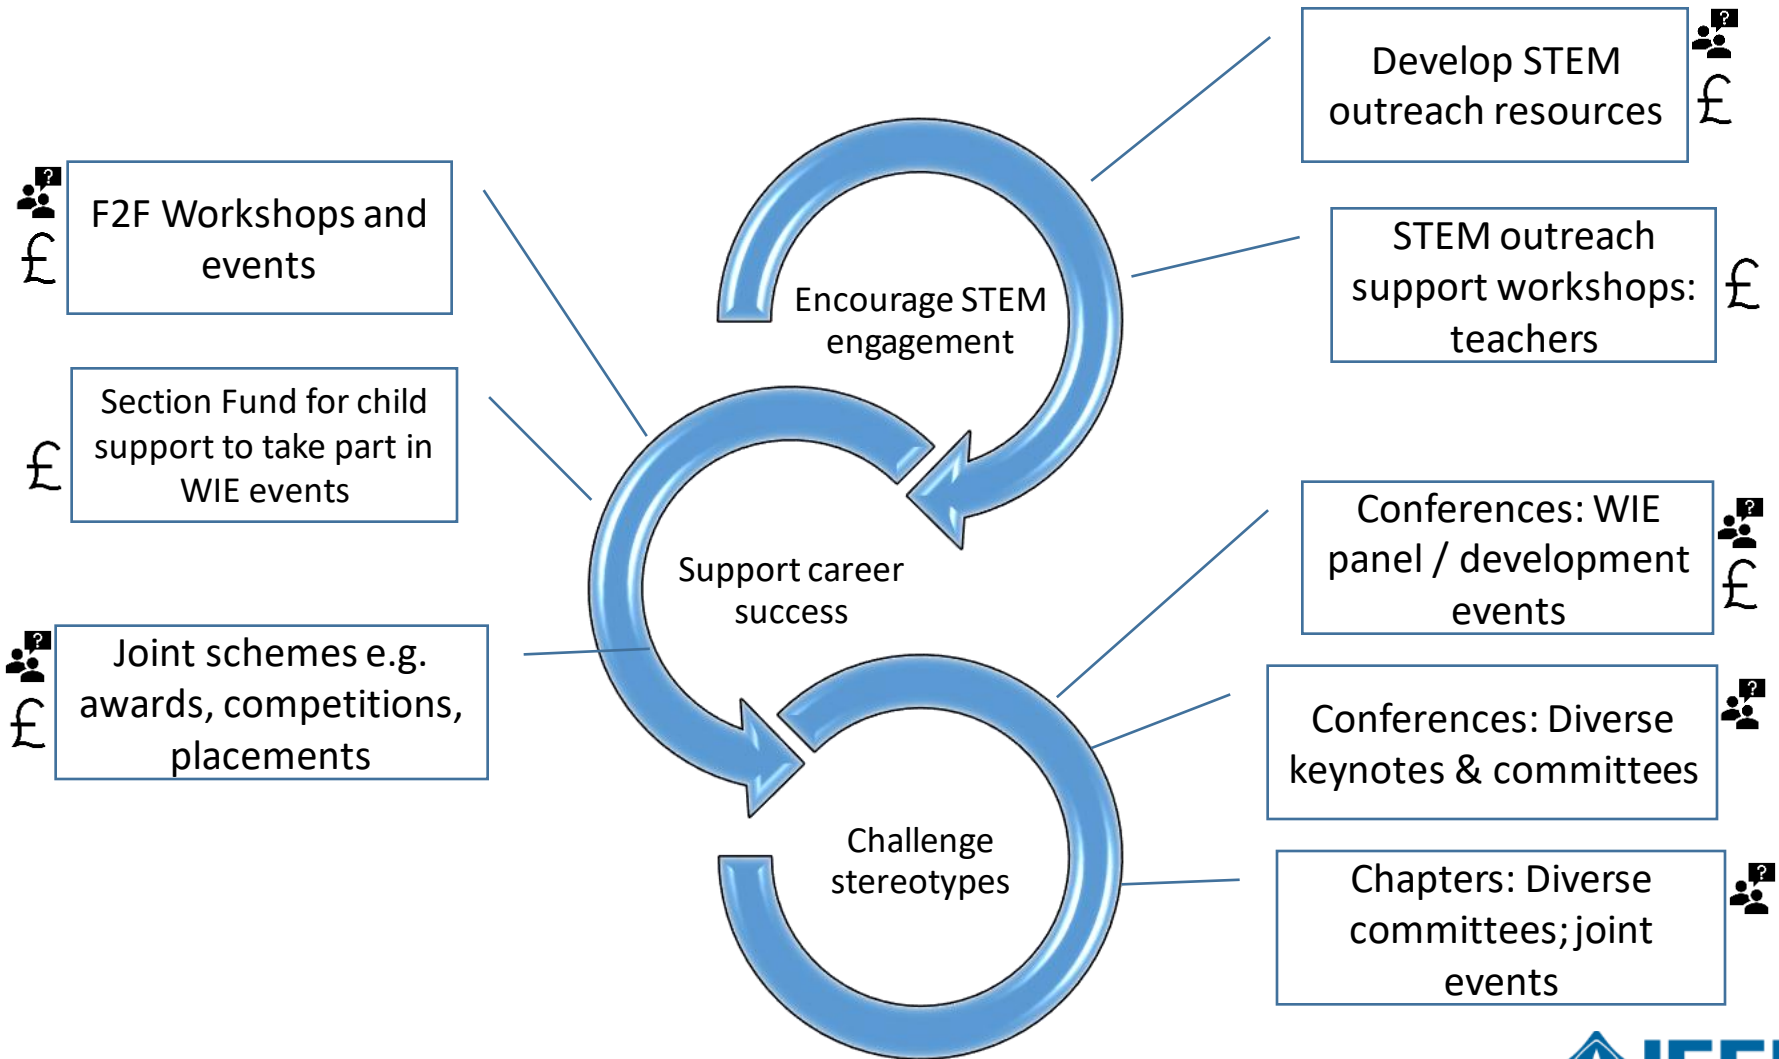 Develop STEM
outreach resources
?
£
STEM outreach
support workshops:
teachers
£
?
£
F2F Workshops and
events
Encourage STEM
engagement
£
Section Fund for child
support to take part in
WIE events
Support career
success
?
£
Joint schemes e.g.
awards, competitions,
placements
Conferences: WIE
panel / development
events
?
£
Conferences: Diverse
keynotes & committees
?
Challenge
stereotypes
Chapters: Diverse
committees; joint
events
?